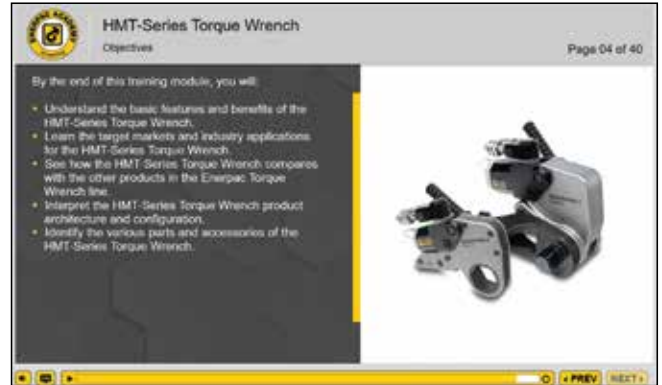 ENERPAC ACADEMY
HMT-Series Torque Wrench
Objectives
Page 04 of 40
By the end of this training module, you will:
• Understand the basic features and benefits of the
HMT-Series Torque Wrench.
• Learn the target markets and industry applications
for the HMT-Series Torque Wrench.
• See how the HMT-Series Torque Wrench compares
with the other products in the Enerpac Torque
Wrench line.
• Interpret the HMT-Series Torque Wrench product
architecture and configuration.
• Identify the various parts and accessories of the
HMT-Series Torque Wrench.
PREV
NEXT